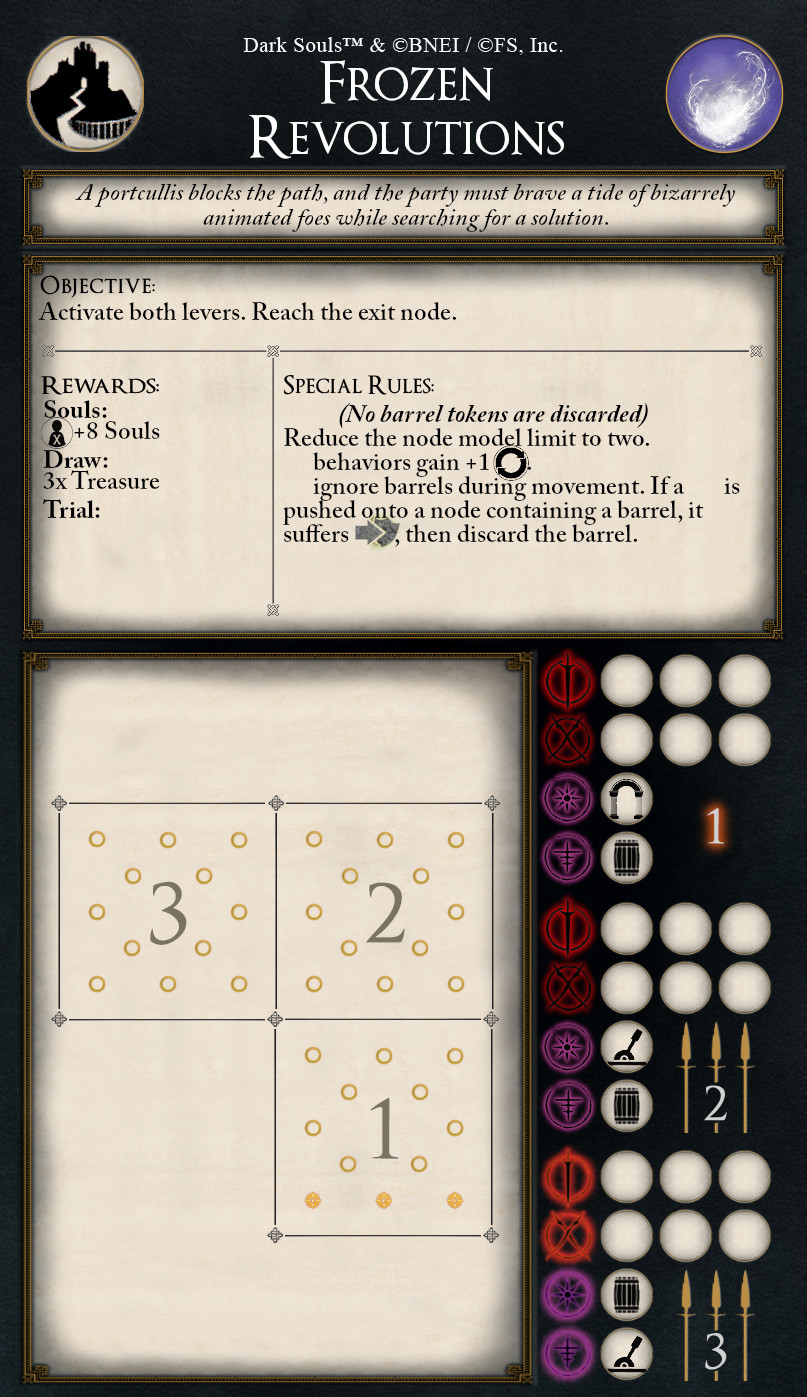 Dark Souls™ & ©BNEI / ©FS, Inc.
Frozen
Revolutions
A portcullis blocks the path, and the party must brave a tide of bizarrely
animated foes while searching for a solution.
Objective:
Activate both levers. Reach the exit node.
Rewards:
Souls:
X +8 Souls
Draw:
3x Treasure
Trial:
Special Rules:
(No barrel tokens are discarded)
Reduce the node model limit to two.
behaviors gain +1 .
ignore barrels during movement. If a is
pushed onto a node containing a barrel, it
suffers , then discard the barrel.
3
2
1
1
2
3